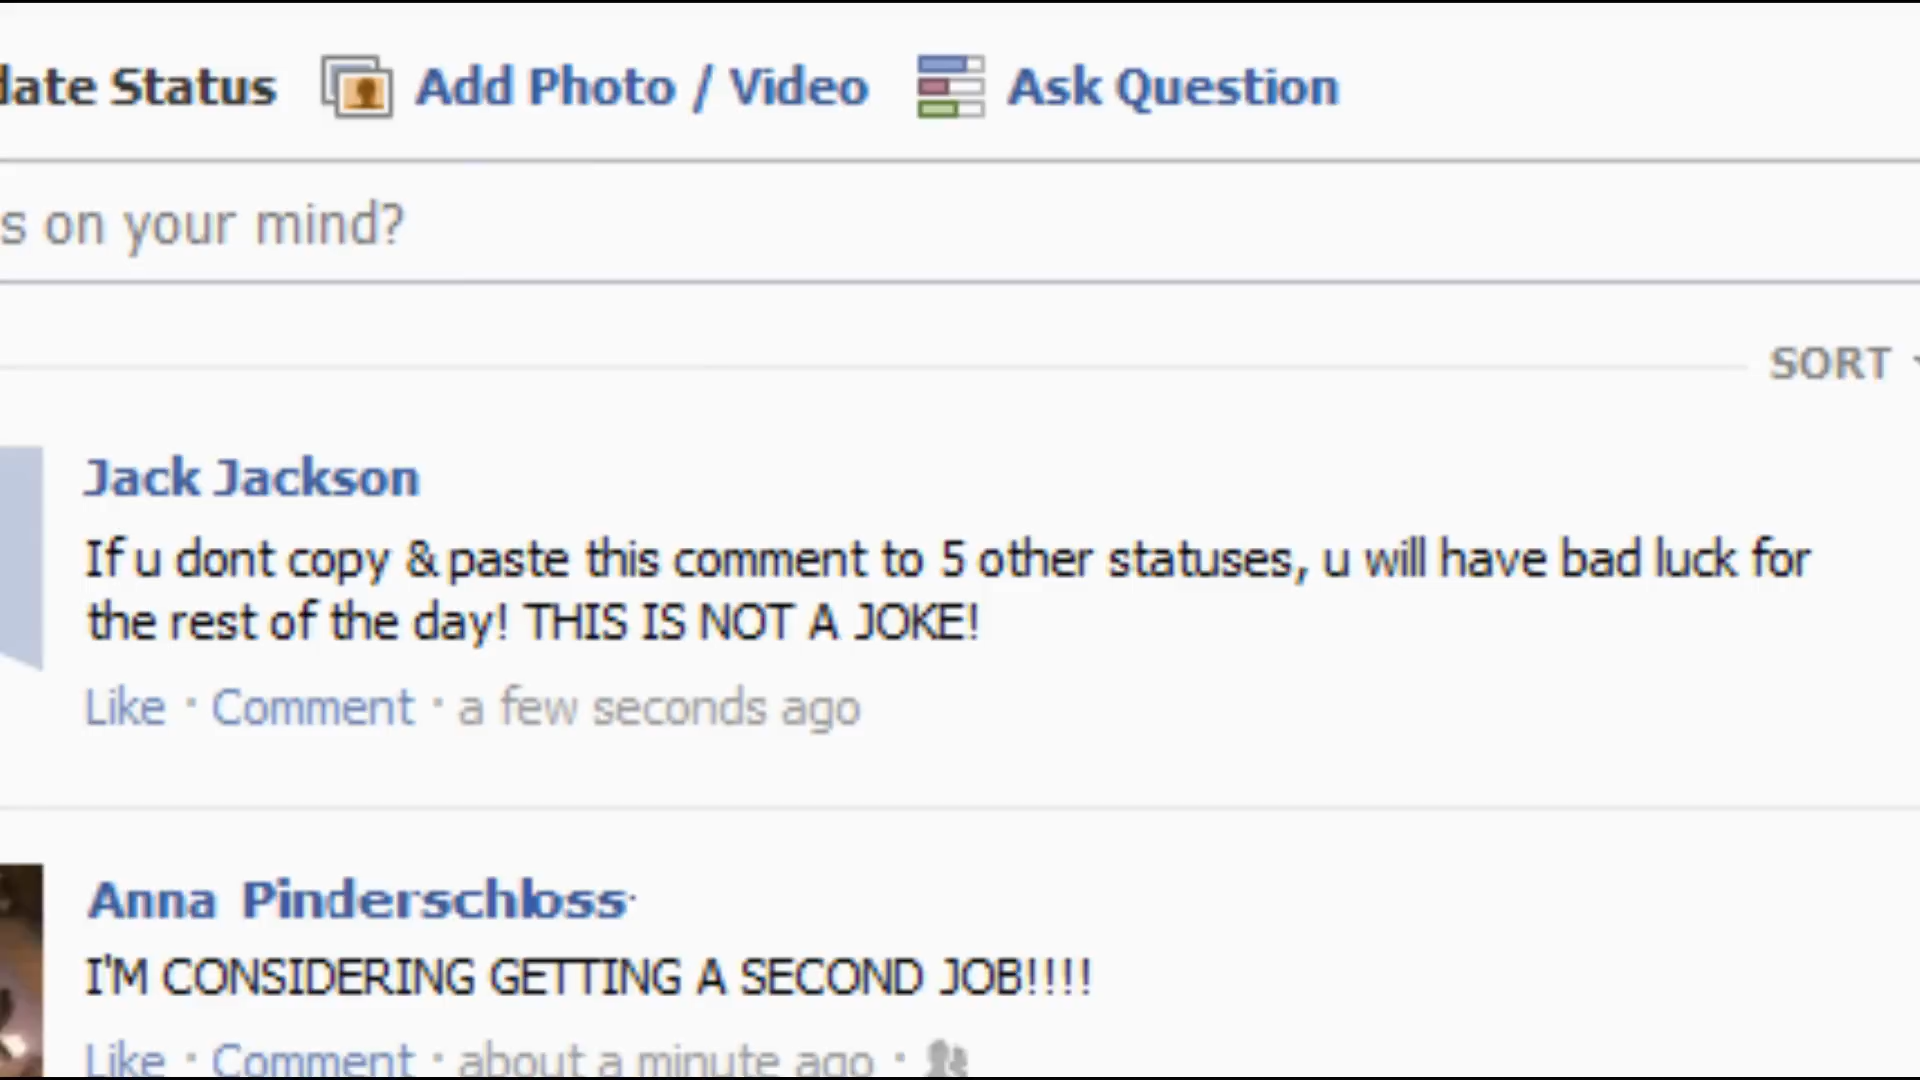 date Status Add Photo / Video Ask Question
s on your mind?
SORT
Jack Jackson
If u dont copy & paste this comment to 5 other statuses, u will have bad luck for
the rest of the day! THIS IS NOT A JOKE!
Like · Comment · a few seconds ago
Anna Pinderschloss
I'M CONSIDERING GETTING A SECOND JOB!!!!
Like · Comment · about a minute ago ·